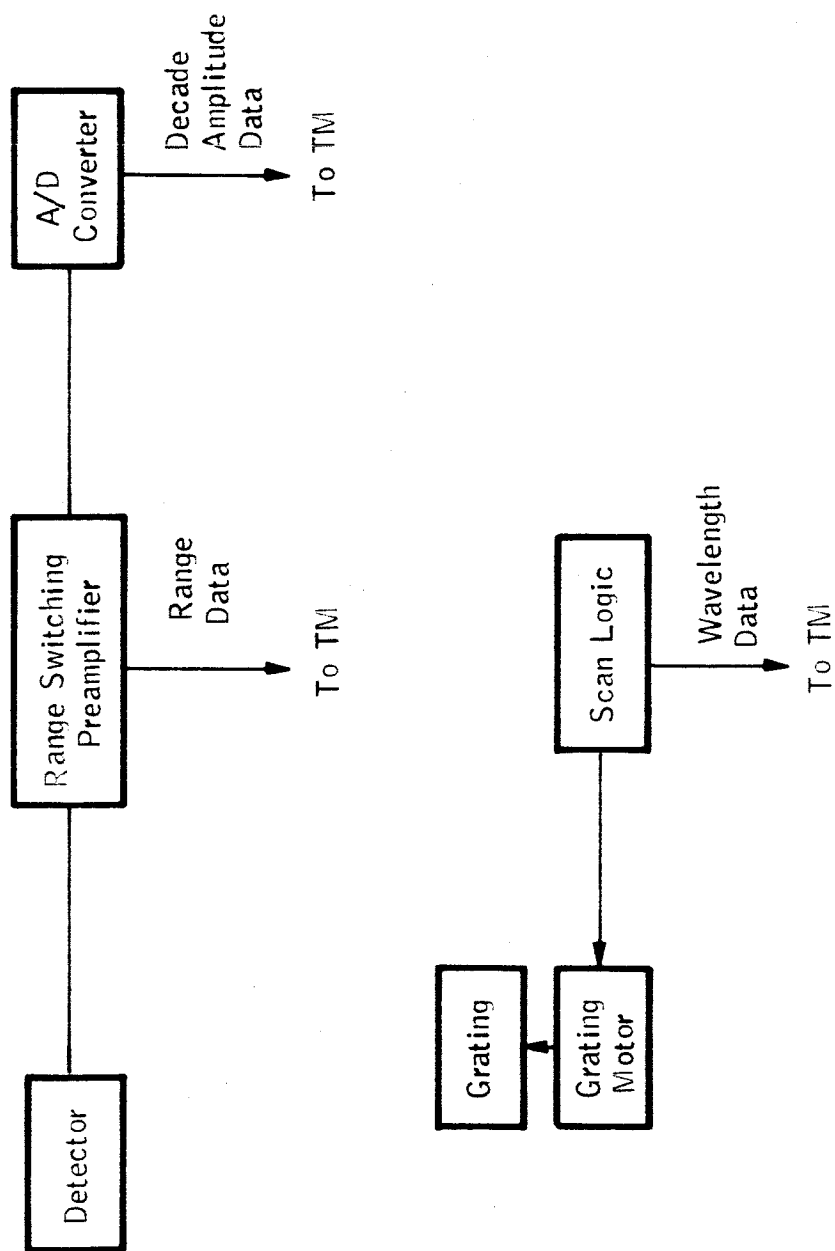 Detector
Range Switching
Preamplifier
A/D
Converter
Range
Data
To TM
Decade
Amplitude
Data
To TM
Grating
Grating
Motor
Scan Logic
Wavelength
Data
To TM